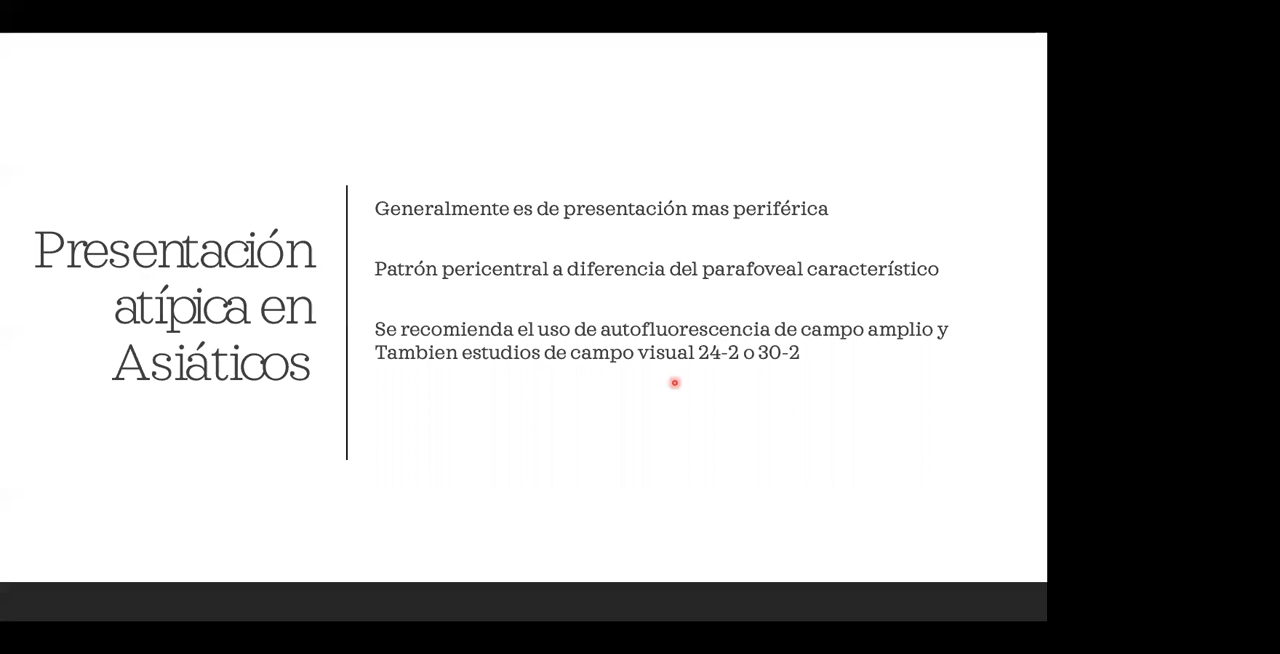 Presentación
atípica en
Asiáticos
Generalmente es de presentación mas periférica
Patrón pericentral a diferencia del parafoveal característico
Se recomienda el uso de autofluorescencia de campo amplio y
Tambien estudios de campo visual 24-2 o 30-2